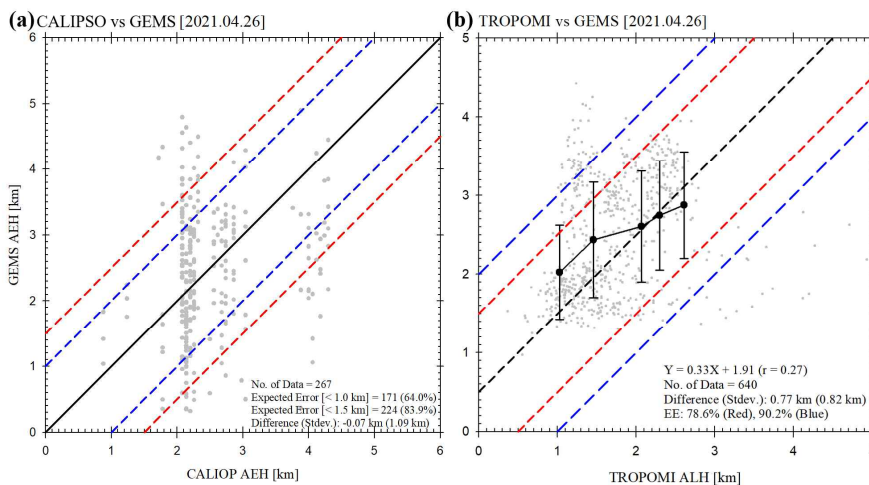 (a) CALIPSO vs GEMS [2021.04.26]
6
5
4
3
2
1
0
GEMS AEH [km]
No. of Data = 267
Expected Error [< 1.0 km] = 171 (64.0%)
Expected Error [< 1.5 km] = 224 (83.9%)
Difference (Stdev.): -0.07 km (1.09 km)
0 1 2 3 4 5 6
CALIOP AEH [km]
(b) TROPOMI vs GEMS [2021.04.26]
5
4
3
2
1
0
GEMS AEH [km]
Y = 0.33X + 1.91 (r = 0.27)
No. of Data = 640
Difference (Stdev.): 0.77 km (0.82 km)
EE: 78.6% (Red), 90.2% (Blue)
0 1 2 3 4 5
TROPOMI ALH [km]